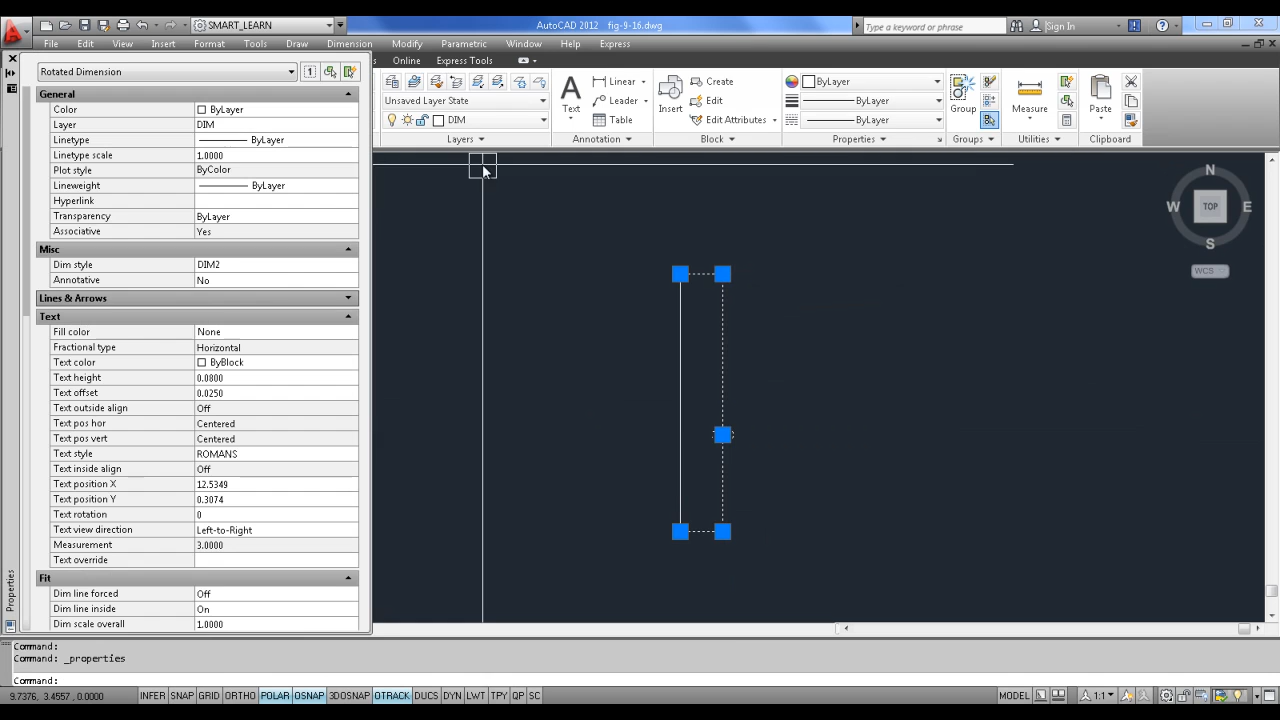 SMART_LEARN
AutoCAD 2012 fig-9-16.dwg
Type a keyword or phrase
Sign In
File Edit View Insert Format Tools Draw Dimension Modify Parametric Window Help Express
Online Express Tools
Rotated Dimension
General
Color ByLayer
Layer DIM
Linetype ByLayer
Linetype scale 1.0000
Plot style ByColor
Lineweight ByLayer
Hyperlink
Transparency ByLayer
Associative Yes
Misc
Dim style DIM2
Annotative No
Lines & Arrows
Text
Fill color None
Fractional type Horizontal
Text color ByBlock
Text height 0.0800
Text offset 0.0250
Text outside align Off
Text pos hor Centered
Text pos vert Centered
Text style ROMANS
Text inside align Off
Text position X 12.5349
Text position Y 0.3074
Text rotation 0
Text view direction Left-to-Right
Measurement 3.0000
Text override
Fit
Dim line forced Off
Dim line inside On
Dim scale overall 1.0000
Properties
Unsaved Layer State
DIM
Layers
Text
Linear
Leader
Table
Annotation
Insert
Create
Edit
Edit Attributes
Block
ByLayer
ByLayer
ByLayer
Properties
Group
Groups
Measure
Utilities
Paste
Clipboard
N
W TOP E
S
WCS
Command:
Command: _properties
Command:
9.7376, 3.4557, 0.0000 INFER SNAP GRID ORTHO POLAR OSNAP 3DOSNAP OTRACK DUCS DYN LWT TPY QP SC MODEL 1:1